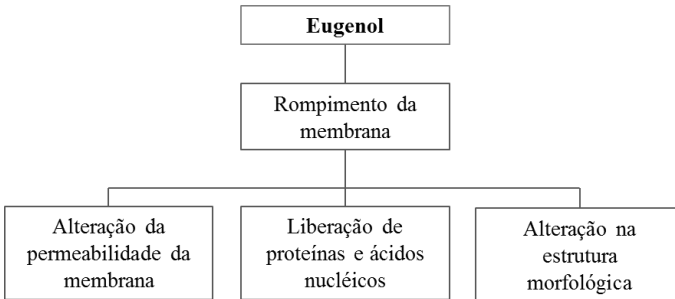 Eugenol
Rompimento da
membrana
Alteração da
permeabilidade da
membrana
Liberação de
proteínas e ácidos
nucléicos
Alteração na
estrutura
morfológica